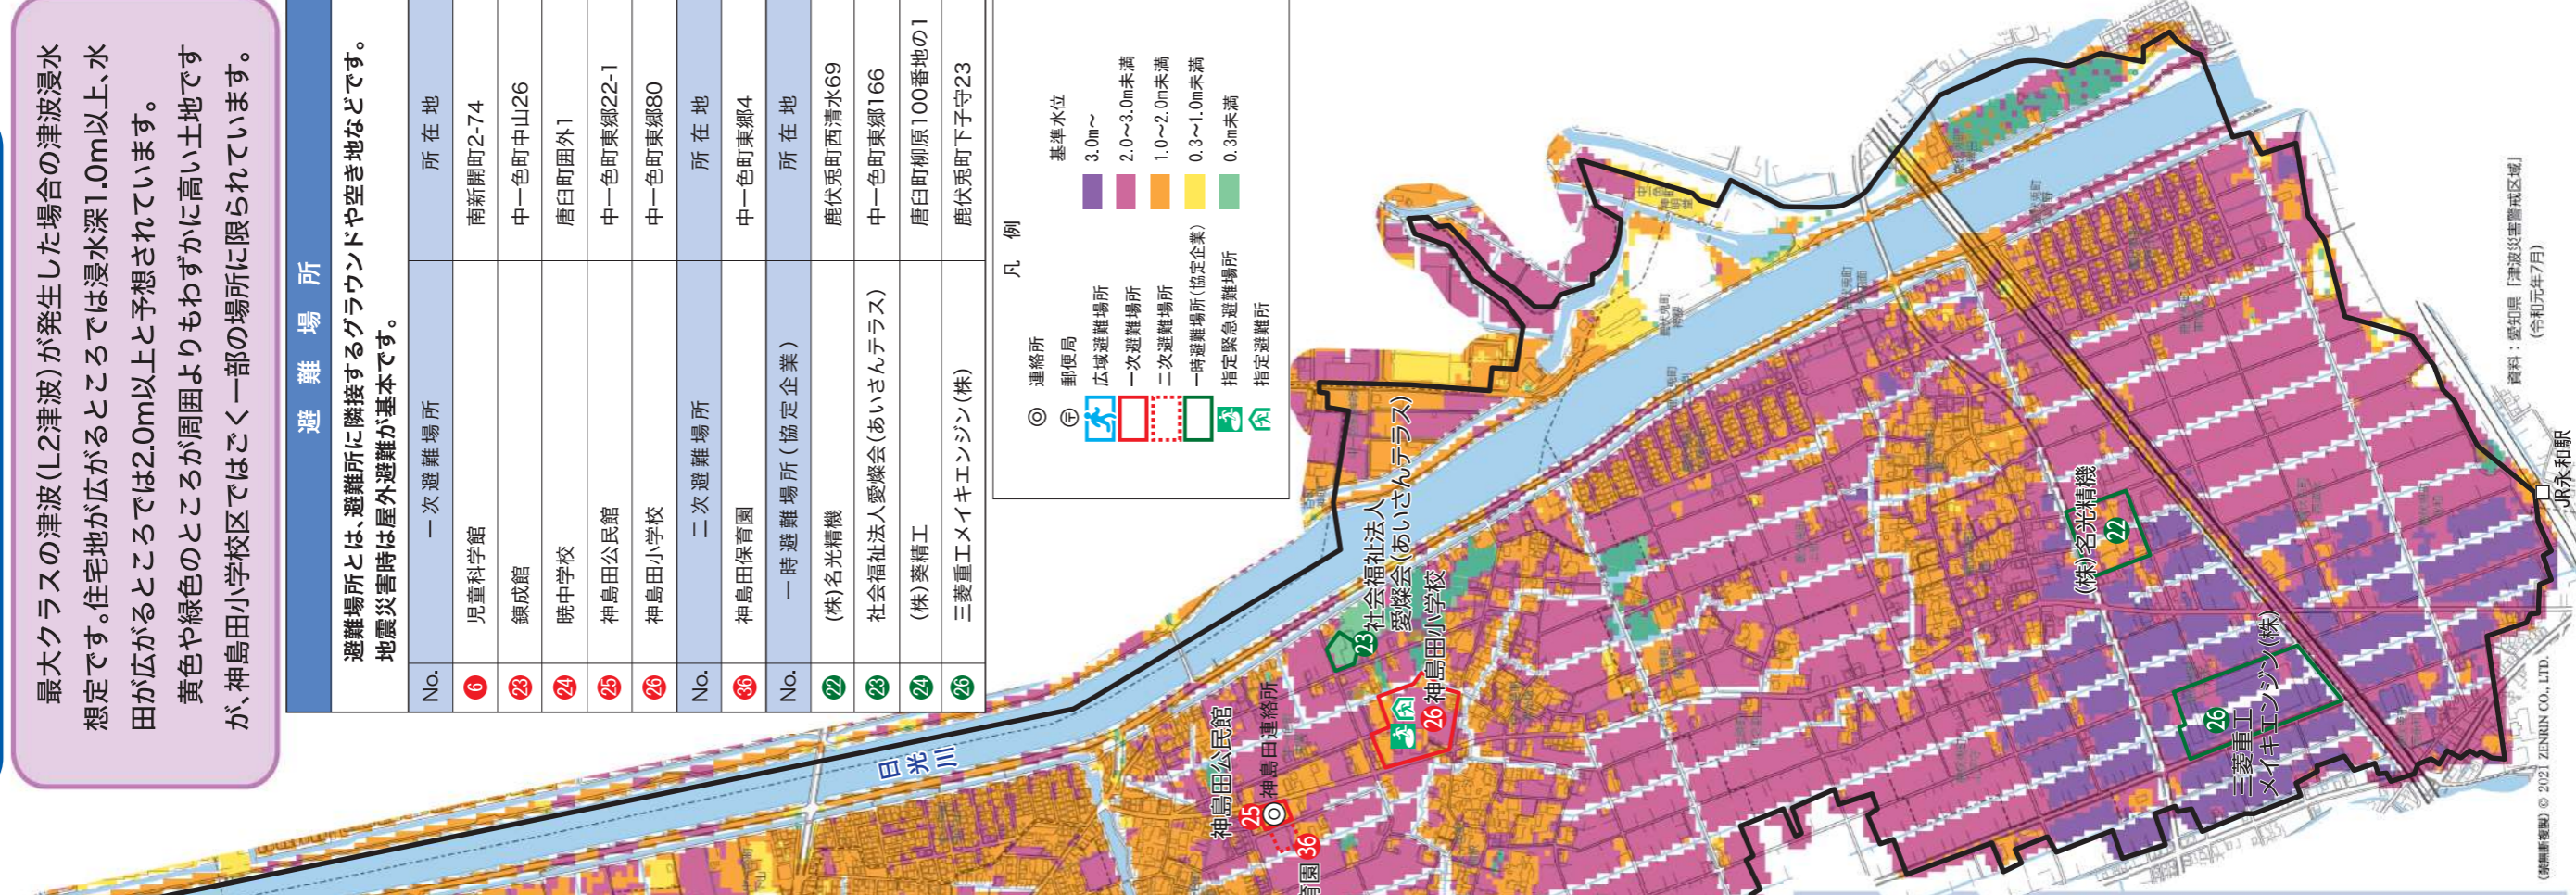 最大クラスの津波(L2津波)が発生した場合の津波浸水
想定です。住宅地が広がるところでは浸水深1.0m以上、水
田が広がるところでは2.0m以上と予想されています。
黄色や緑色のところが周囲よりもわずかに高い土地です
が、神島田小学校区ではごく一部の場所に限られています。
避難場所
避難場所とは、避難所に隣接するグラウンドや空き地などです。
地震災害時は屋外避難が基本です。
No. 一次避難場所 所在地
6 児童科学館 南新開町2-74
23 錬成館 中一色町中山26
24 暁中学校 唐臼町囲外1
25 神島田公民館 中一色町東郷22-1
26 神島田小学校 中一色町東郷80
No. 二次避難場所 所在地
36 神島田保育園 中一色町東郷4
No. 一時避難場所(協定企業) 所在地
22 (株)名光精機 鹿伏兎町西清水69
23 社会福祉法人愛燦会(あいさんテラス) 中一色町東郷166
24 (株)葵精工 唐臼町柳原100番地の1
26 三菱重工メイキエンジン(株) 鹿伏兎町下子守23
凡例
◎ 連絡所
〒 郵便局
広域避難場所
一次避難場所
二次避難場所
一時避難場所(協定企業)
指定緊急避難場所
指定避難所
基準水位
3.0m〜
2.0〜3.0m未満
1.0〜2.0m未満
0.3〜1.0m未満
0.3m未満
日光川
神島田公民館
25
神島田連絡所
育園 36
23
社会福祉法人
愛燦会(あいさんテラス)
26 神島田小学校
(株)名光精機
22
26
三菱重工
メイキエンジン(株)
JR永和駅
資料:愛知県「津波災害警戒区域」
(令和元年7月)
(禁無断複製) © 2021 ZENRIN CO., LTD.